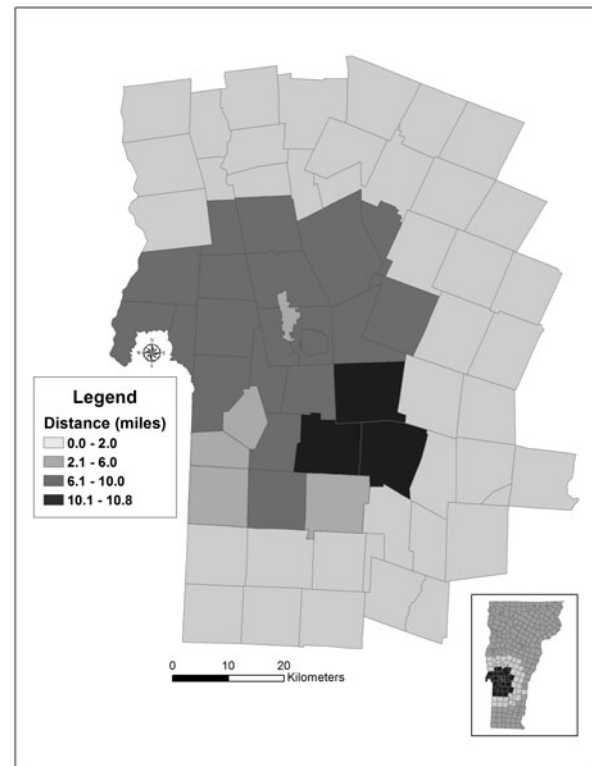 N
Legend
Distance (miles)
0.0 - 2.0
2.1 - 6.0
6.1 - 10.0
10.1 - 10.8
0 10 20
Kilometers